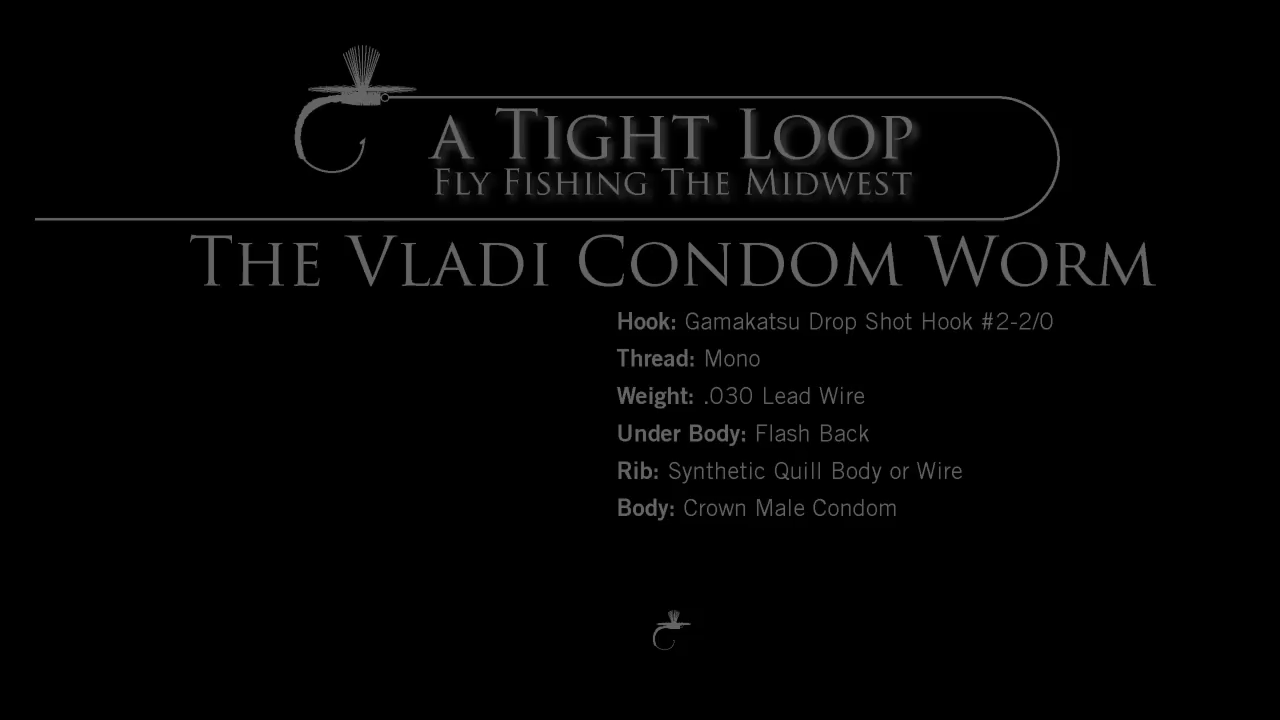 A TIGHT LOOP
FLY FISHING THE MIDWEST
THE VLADI CONDOM WORM
Hook: Gamakatsu Drop Shot Hook #2-2/0
Thread: Mono
Weight: .030 Lead Wire
Under Body: Flash Back
Rib: Synthetic Quill Body or Wire
Body: Crown Male Condom